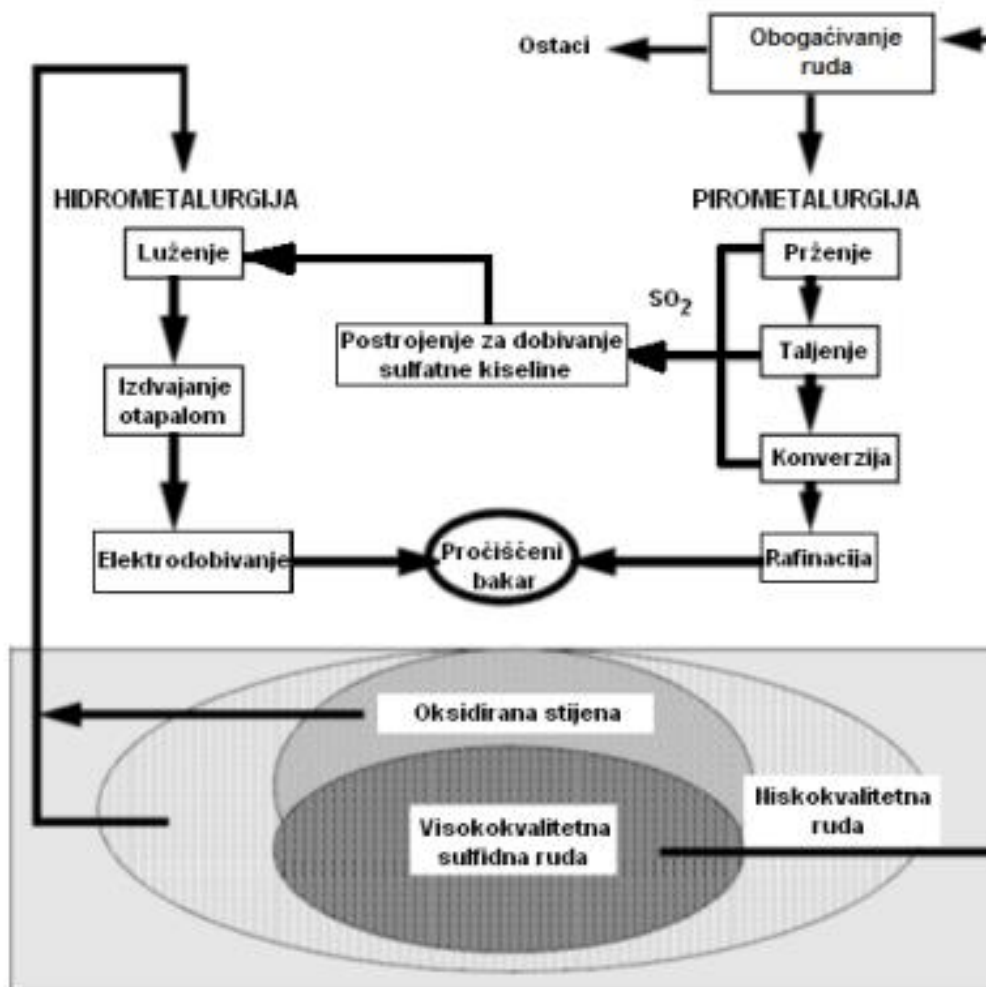 Ostaci
Obogaćivanje
ruda
HIDROMETALURGIJA
PIROMETALURGIJA
Luženje
Prženje
SO₂
Postrojenje za dobivanje
sulfatne kiseline
Taljenje
Izdvajanje
otapalom
Konverzija
Elektrodobivanje
Pročiščeni
bakar
Rafinacija
Oksidirana stijena
Niskokvalitetna
ruda
Visokokvalitetna
sulfidna ruda